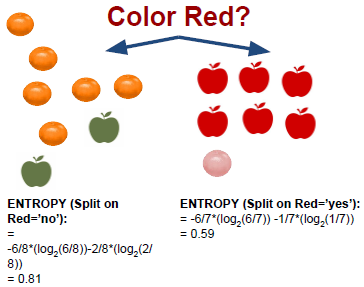 Color Red?
ENTROPY (Split on
Red='no'):
=
-6/8*(log₂(6/8))-2/8*(log₂(2/
8))
= 0.81
ENTROPY (Split on Red='yes'):
= -6/7*(log₂(6/7)) -1/7*(log₂(1/7))
= 0.59